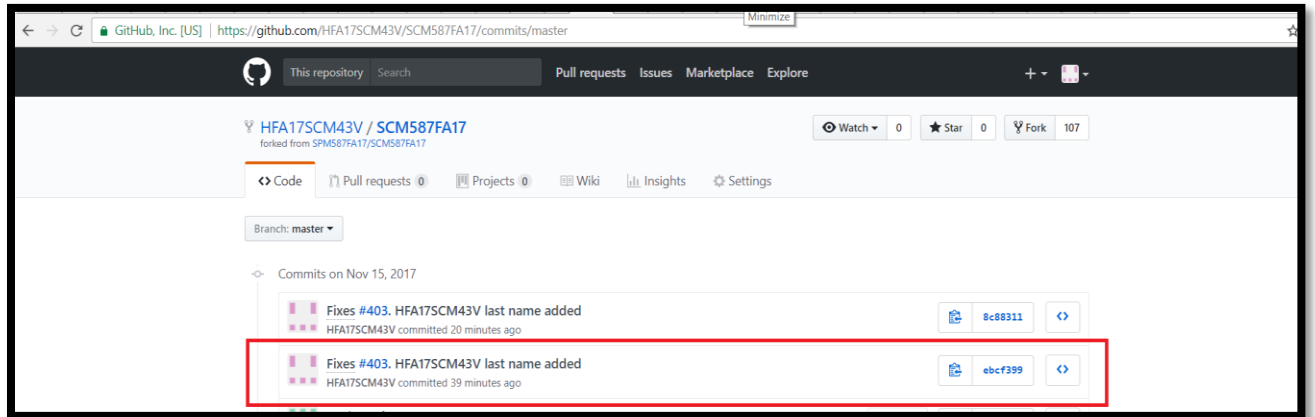 Minimize
GitHub, Inc. [US] | https://github.com/HFA17SCM43V/SCM587FA17/commits/master
This repository Search Pull requests Issues Marketplace Explore
HFA17SCM43V / SCM587FA17 Watch 0 Star 0 Fork 107
forked from SPM587FA17/SCM587FA17
Code Pull requests 0 Projects 0 Wiki Insights Settings
Branch: master
Commits on Nov 15, 2017
Fixes #403. HFA17SCM43V last name added
HFA17SCM43V committed 20 minutes ago 8c88311
Fixes #403. HFA17SCM43V last name added
HFA17SCM43V committed 39 minutes ago ebcf399